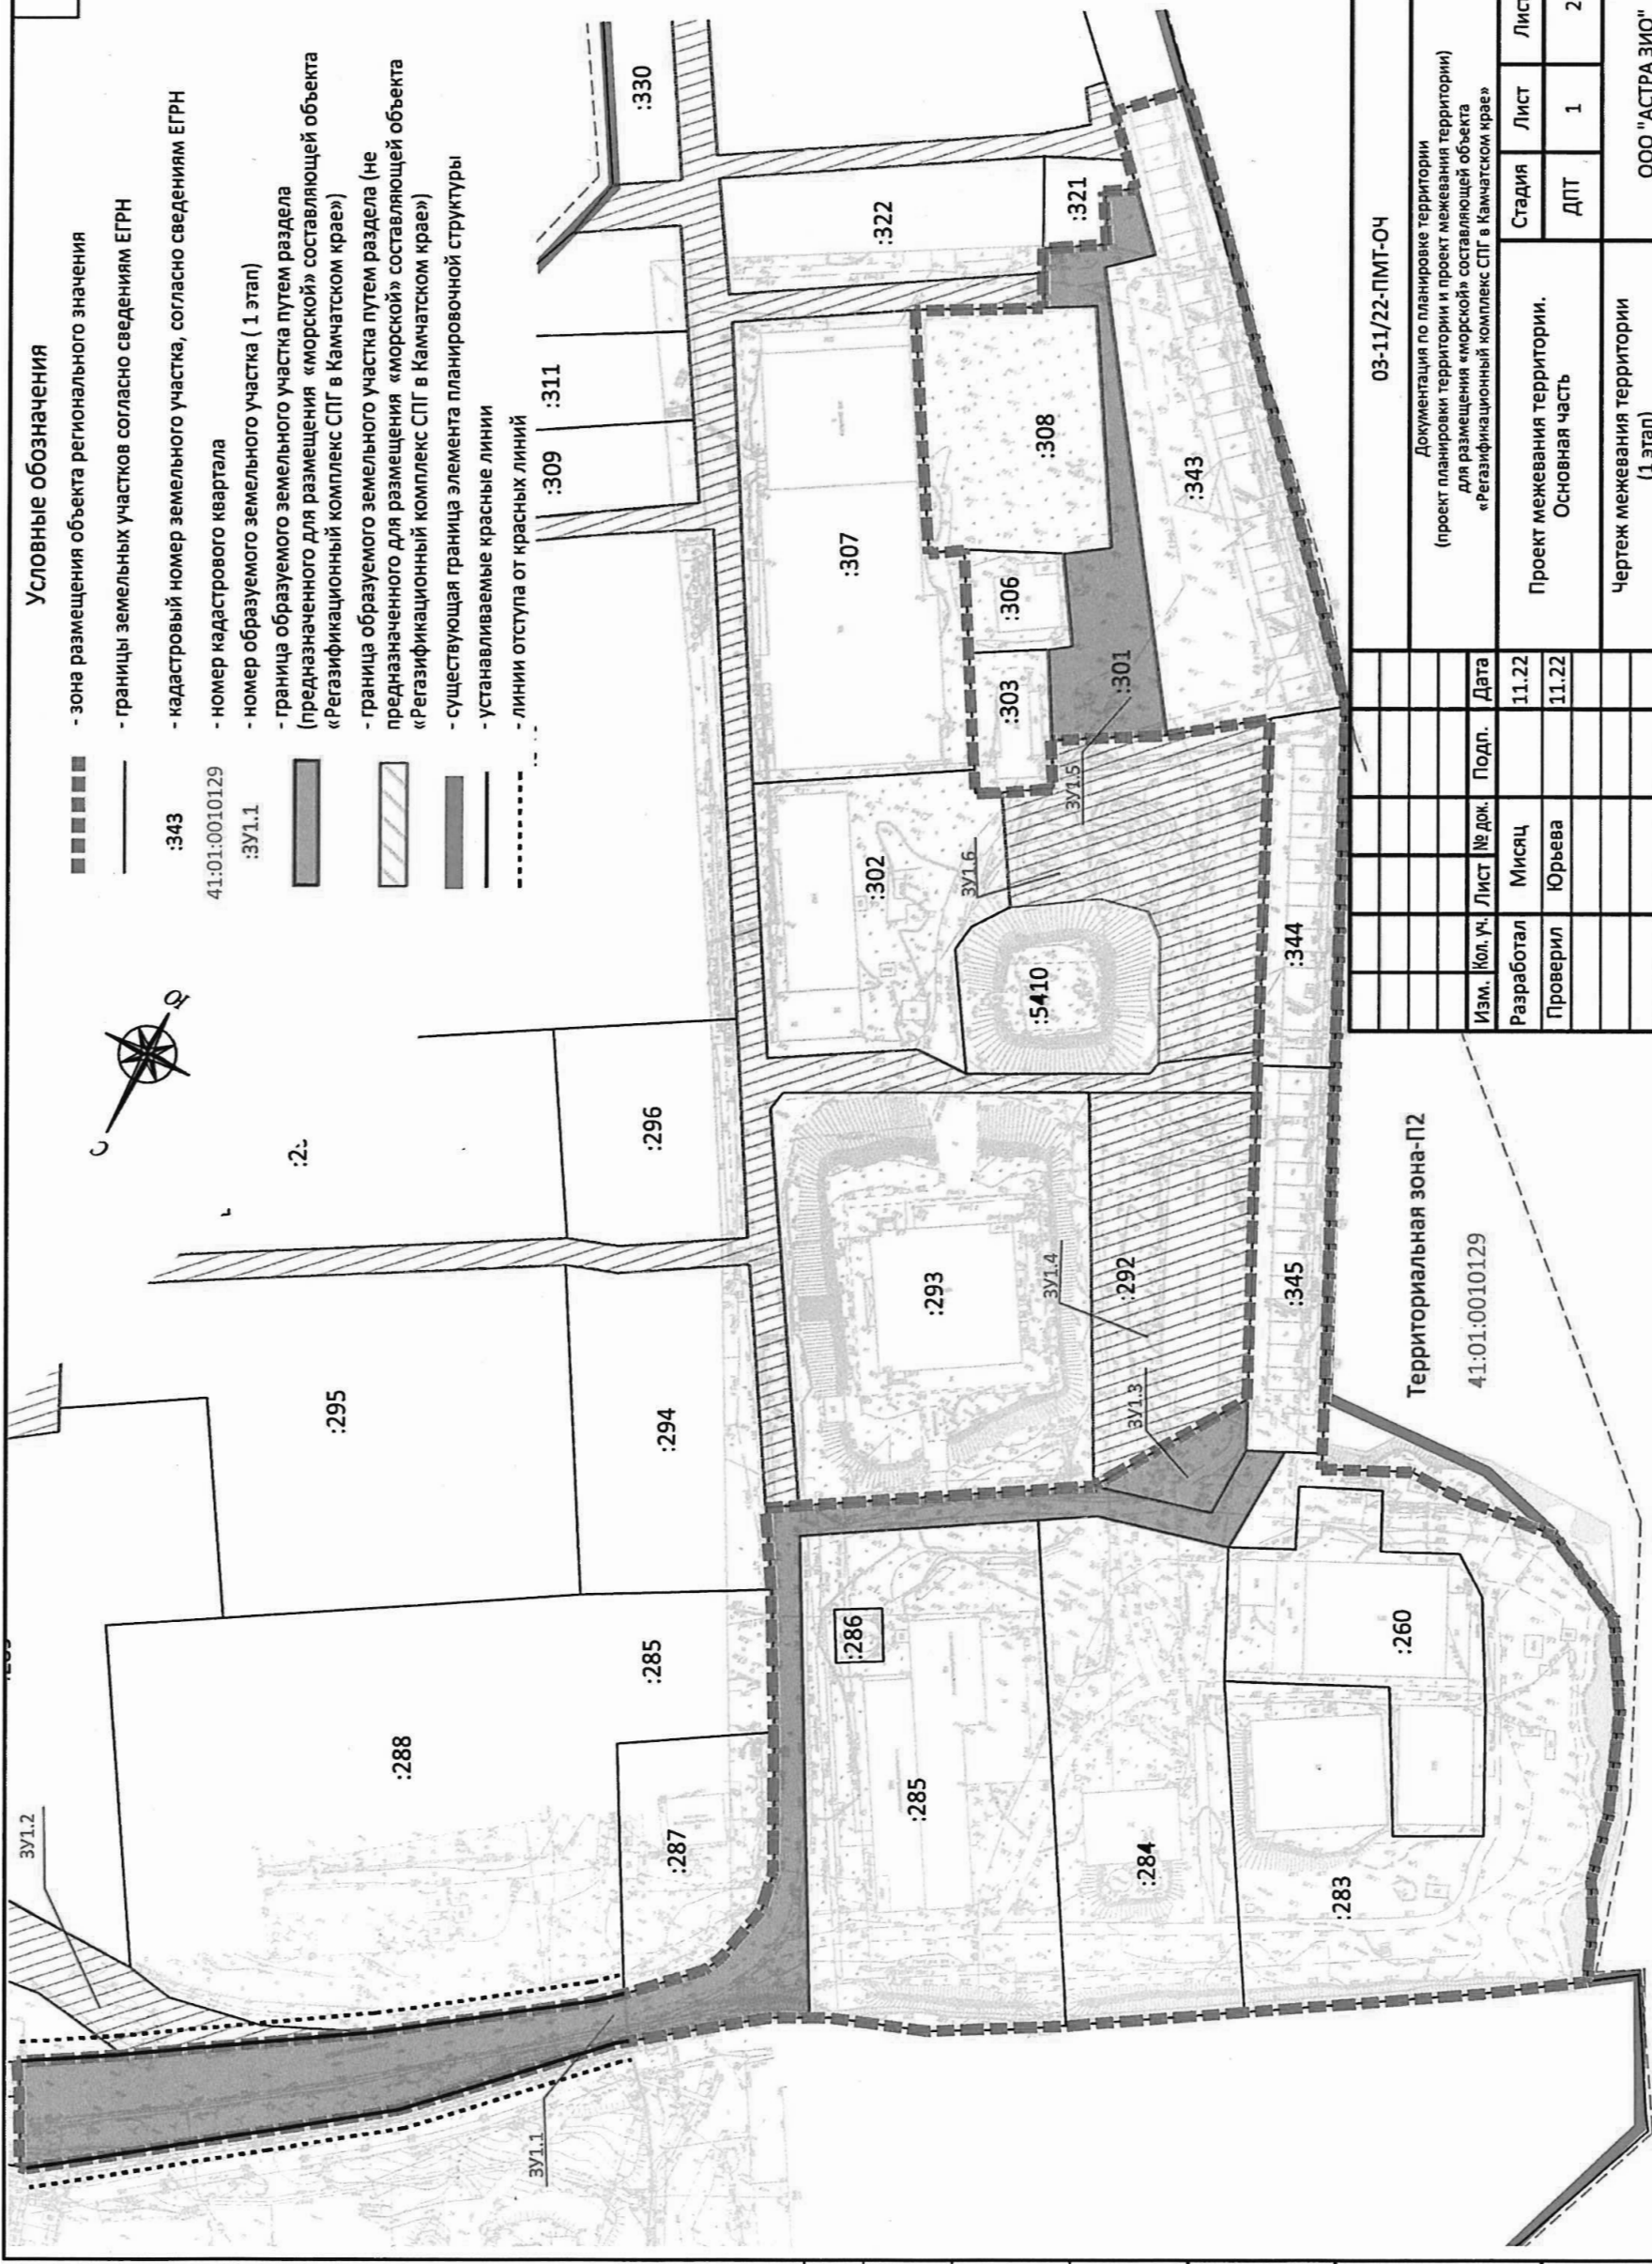 Условные обозначения
- зона размещения объекта регионального значения
- границы земельных участков согласно сведениям ЕГРН
:343 - кадастровый номер земельного участка, согласно сведениям ЕГРН
41:01:0010129 - номер кадастрового квартала
:ЗУ1.1 - номер образуемого земельного участка ( 1 этап)
- граница образуемого земельного участка путем раздела
(предназначенного для размещения «морской» составляющей объекта
«Регазификационный комплекс СПГ в Камчатском крае»)
- граница образуемого земельного участка путем раздела (не
предназначенного для размещения «морской» составляющей объекта
«Регазификационный комплекс СПГ в Камчатском крае»)
- существующая граница элемента планировочной структуры
- устанавливаемые красные линии
- линии отступа от красных линий
С
Ю
ЗУ1.2
:288
:295
:285
:294
:296
:287
ЗУ1.1
:309
:311
:330
:286
:285
:293
:302
:307
:322
:321
:284
ЗУ1.3
ЗУ1.4
:292
:5410
ЗУ1.6
ЗУ1.5
:303
:306
:308
:301
:283
:260
:345
:344
:343
Территориальная зона-П2
41:01:0010129
03-11/22-ПМТ-ОЧ
Документация по планировке территории
(проект планировки территории и проект межевания территории)
для размещения «морской» составляющей объекта
«Регазификационный комплекс СПГ в Камчатском крае»
Изм. Кол. уч. Лист № док. Подп. Дата
Разработал Мисяц 11.22
Проверил Юрьева 11.22
Проект межевания территории.
Основная часть
Стадия Лист Лист
ДПТ 1 2
Чертеж межевания территории
(1 этап)
ООО "АСТРА ЗИО"